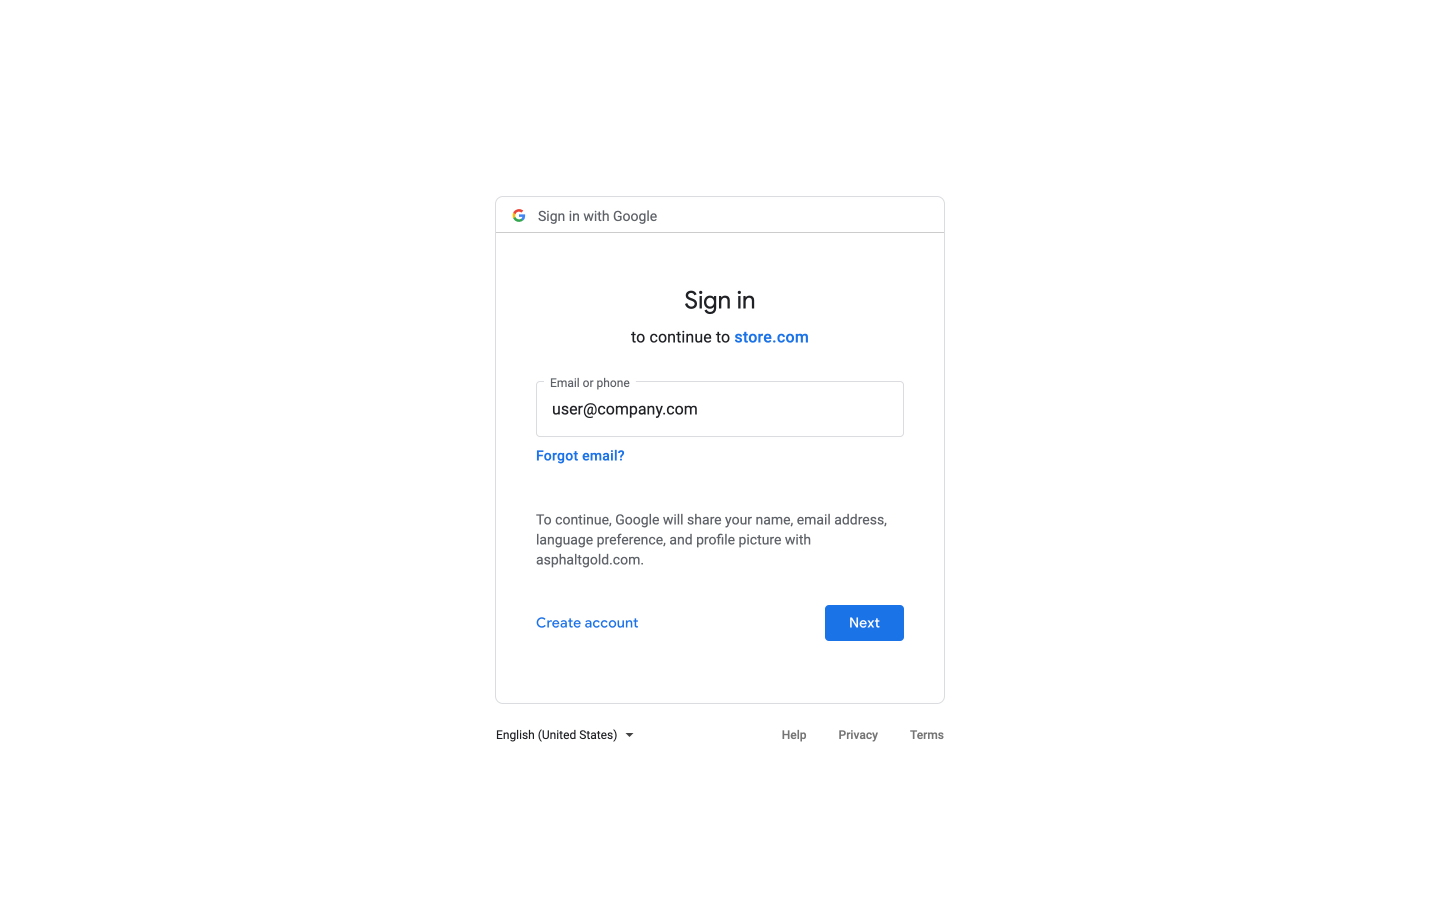 Sign in with Google
Sign in
to continue to store.com
Email or phone
user@company.com
Forgot email?
To continue, Google will share your name, email address,
language preference, and profile picture with
asphaltgold.com.
Create account
Next
English (United States)
Help
Privacy
Terms